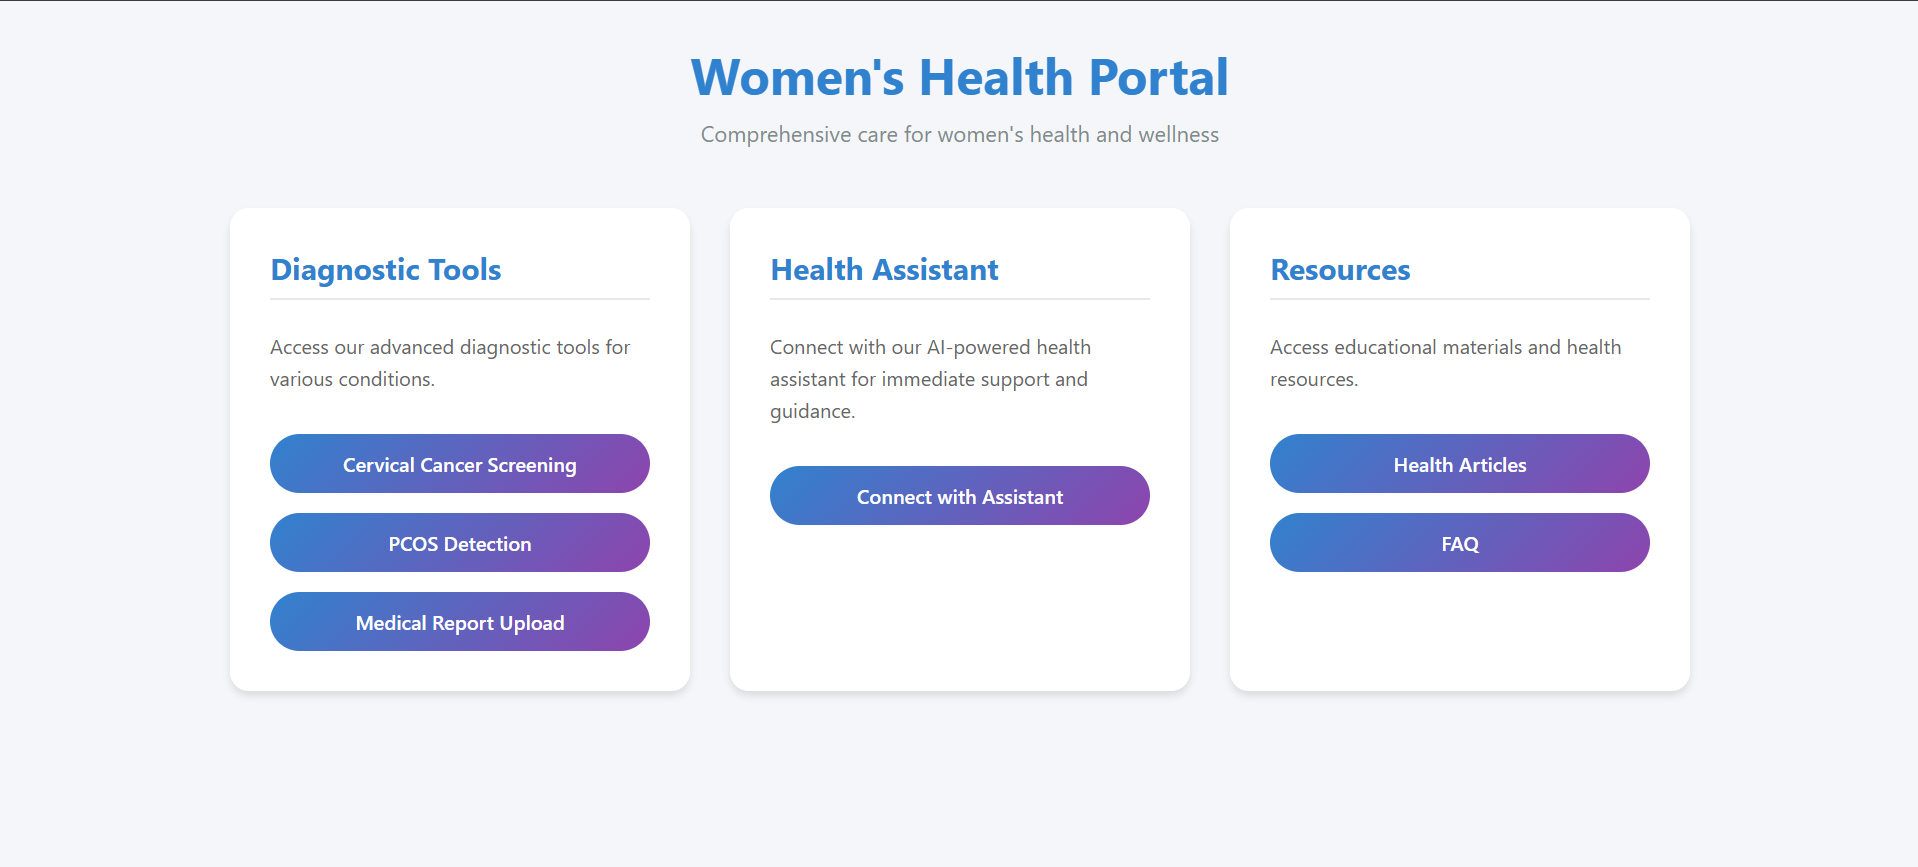 Women's Health Portal
Comprehensive care for women's health and wellness
Diagnostic Tools
Access our advanced diagnostic tools for
various conditions.
Cervical Cancer Screening
PCOS Detection
Medical Report Upload
Health Assistant
Connect with our AI-powered health
assistant for immediate support and
guidance.
Connect with Assistant
Resources
Access educational materials and health
resources.
Health Articles
FAQ